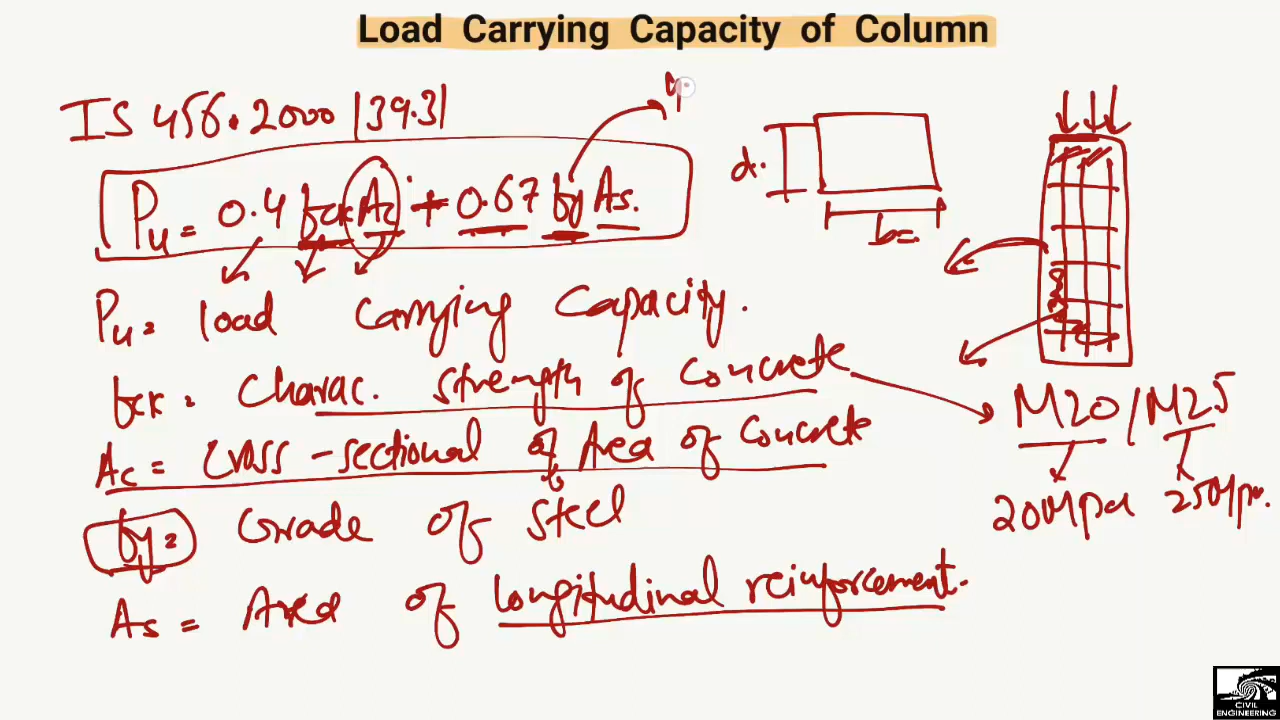 Load Carrying Capacity of Column
IS 456:2000 |39.3|
Pu = 0.4 fck Ac + 0.67 fy As.
d.
b=
Pu = load Carrying Capacity.
fck = Charac. Strength of Concrete
M20/M25
Ac = Cross-sectional of Area of Concrete
20Mpa 25Mpa.
fy = Grade of Steel
As = Area of longitudinal reinforcement.
CIVIL
ENGINEERING